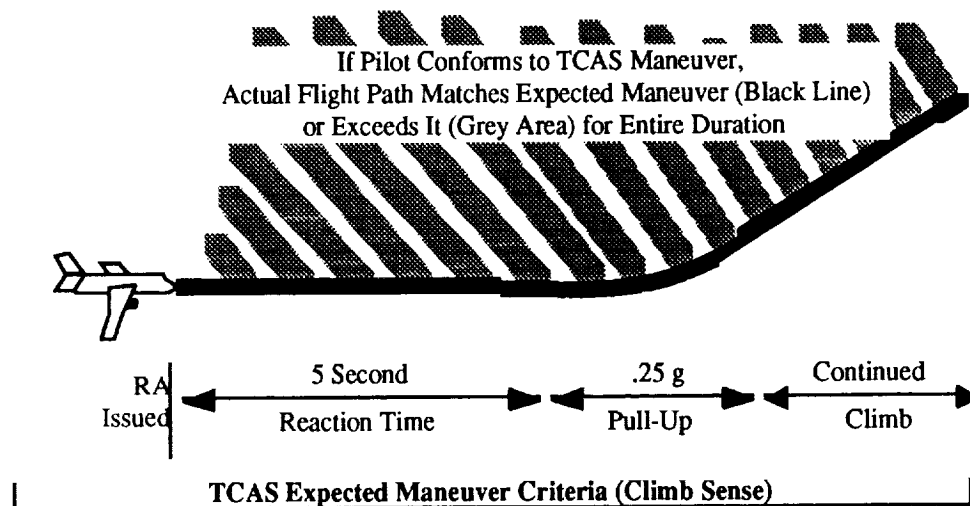 If Pilot Conforms to TCAS Maneuver,
Actual Flight Path Matches Expected Maneuver (Black Line)
or Exceeds It (Grey Area) for Entire Duration
RA
Issued
5 Second
Reaction Time
.25 g
Pull-Up
Continued
Climb
TCAS Expected Maneuver Criteria (Climb Sense)